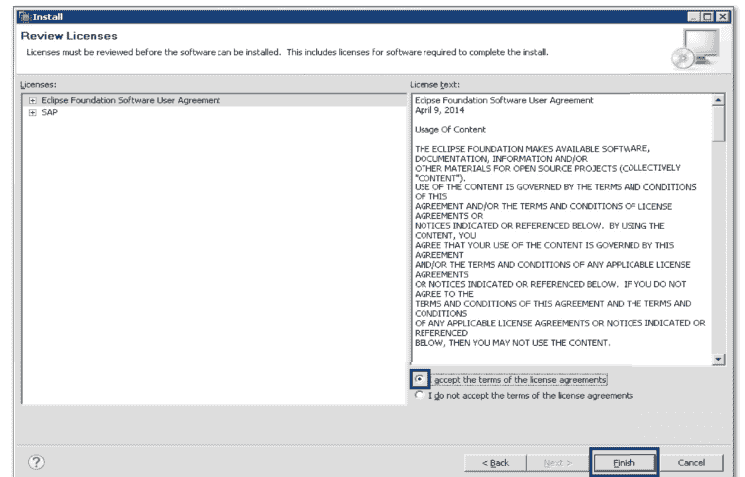 Install
Review Licenses
Licenses must be reviewed before the software can be installed. This includes licenses for software required to complete the install.
Licenses:
Eclipse Foundation Software User Agreement
SAP
License text:
Eclipse Foundation Software User Agreement
April 9, 2014
Usage Of Content
THE ECLIPSE FOUNDATION MAKES AVAILABLE SOFTWARE,
DOCUMENTATION, INFORMATION AND/OR
OTHER MATERIALS FOR OPEN SOURCE PROJECTS (COLLECTIVELY
"CONTENT").
USE OF THE CONTENT IS GOVERNED BY THE TERMS AND CONDITIONS
OF THIS
AGREEMENT AND/OR THE TERMS AND CONDITIONS OF LICENSE
AGREEMENTS OR
NOTICES INDICATED OR REFERENCED BELOW. BY USING THE
CONTENT, YOU
AGREE THAT YOUR USE OF THE CONTENT IS GOVERNED BY THIS
AGREEMENT
AND/OR THE TERMS AND CONDITIONS OF ANY APPLICABLE LICENSE
AGREEMENTS
OR NOTICES INDICATED OR REFERENCED BELOW. IF YOU DO NOT
AGREE TO THE
TERMS AND CONDITIONS OF THIS AGREEMENT AND THE TERMS AND
CONDITIONS
OF ANY APPLICABLE LICENSE AGREEMENTS OR NOTICES INDICATED OR
REFERENCED
BELOW, THEN YOU MAY NOT USE THE CONTENT.
I accept the terms of the license agreements
I do not accept the terms of the license agreements
< Back
Next >
Finish
Cancel